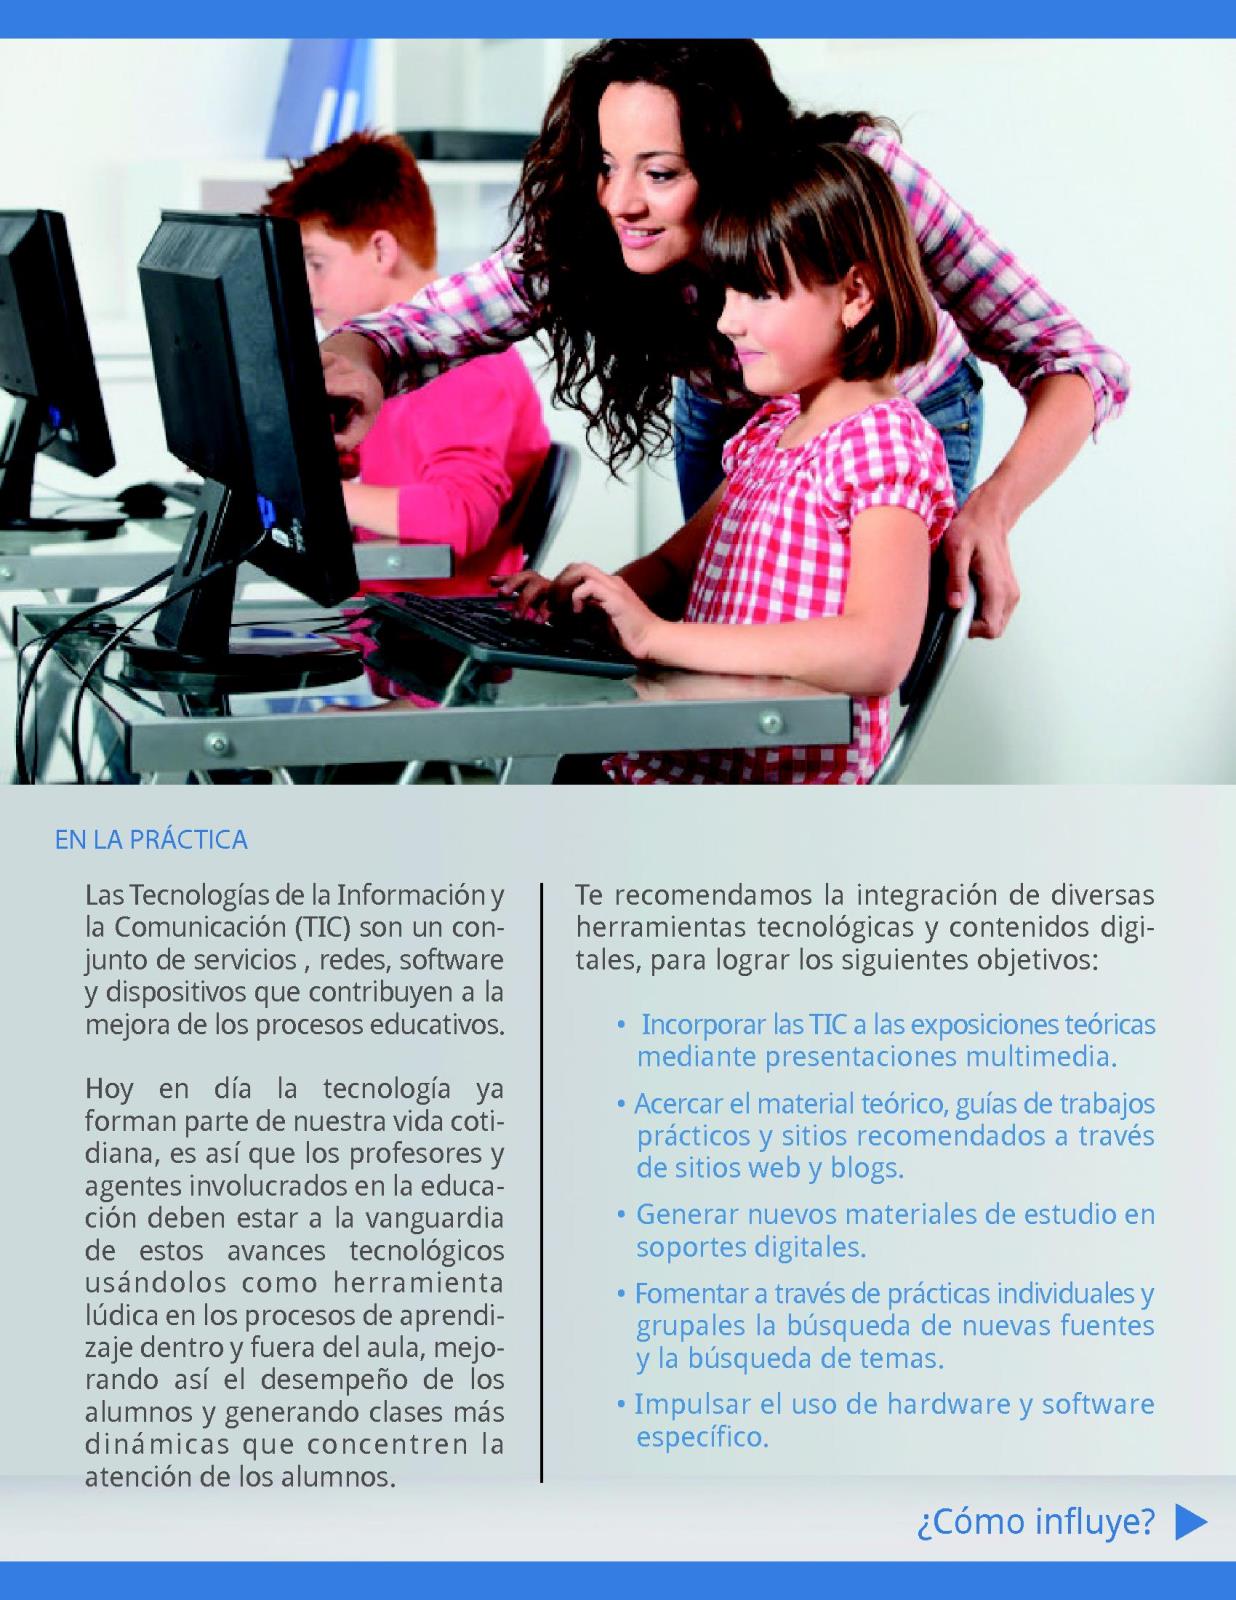 EN LA PRÁCTICA
Las Tecnologías de la Información y
la Comunicación (TIC) son un con-
junto de servicios , redes, software
y dispositivos que contribuyen a la
mejora de los procesos educativos.
Hoy en día la tecnología ya
forman parte de nuestra vida coti-
diana, es así que los profesores y
agentes involucrados en la educa-
ción deben estar a la vanguardia
de estos avances tecnológicos
usándolos como herramienta
lúdica en los procesos de aprendi-
zaje dentro y fuera del aula, mejo-
rando así el desempeño de los
alumnos y generando clases más
dinámicas que concentren la
atención de los alumnos.
Te recomendamos la integración de diversas
herramientas tecnológicas y contenidos digi-
tales, para lograr los siguientes objetivos:
• Incorporar las TIC a las exposiciones teóricas
mediante presentaciones multimedia.
• Acercar el material teórico, guías de trabajos
prácticos y sitios recomendados a través
de sitios web y blogs.
• Generar nuevos materiales de estudio en
soportes digitales.
• Fomentar a través de prácticas individuales y
grupales la búsqueda de nuevas fuentes
y la búsqueda de temas.
• Impulsar el uso de hardware y software
específico.
¿Cómo influye?